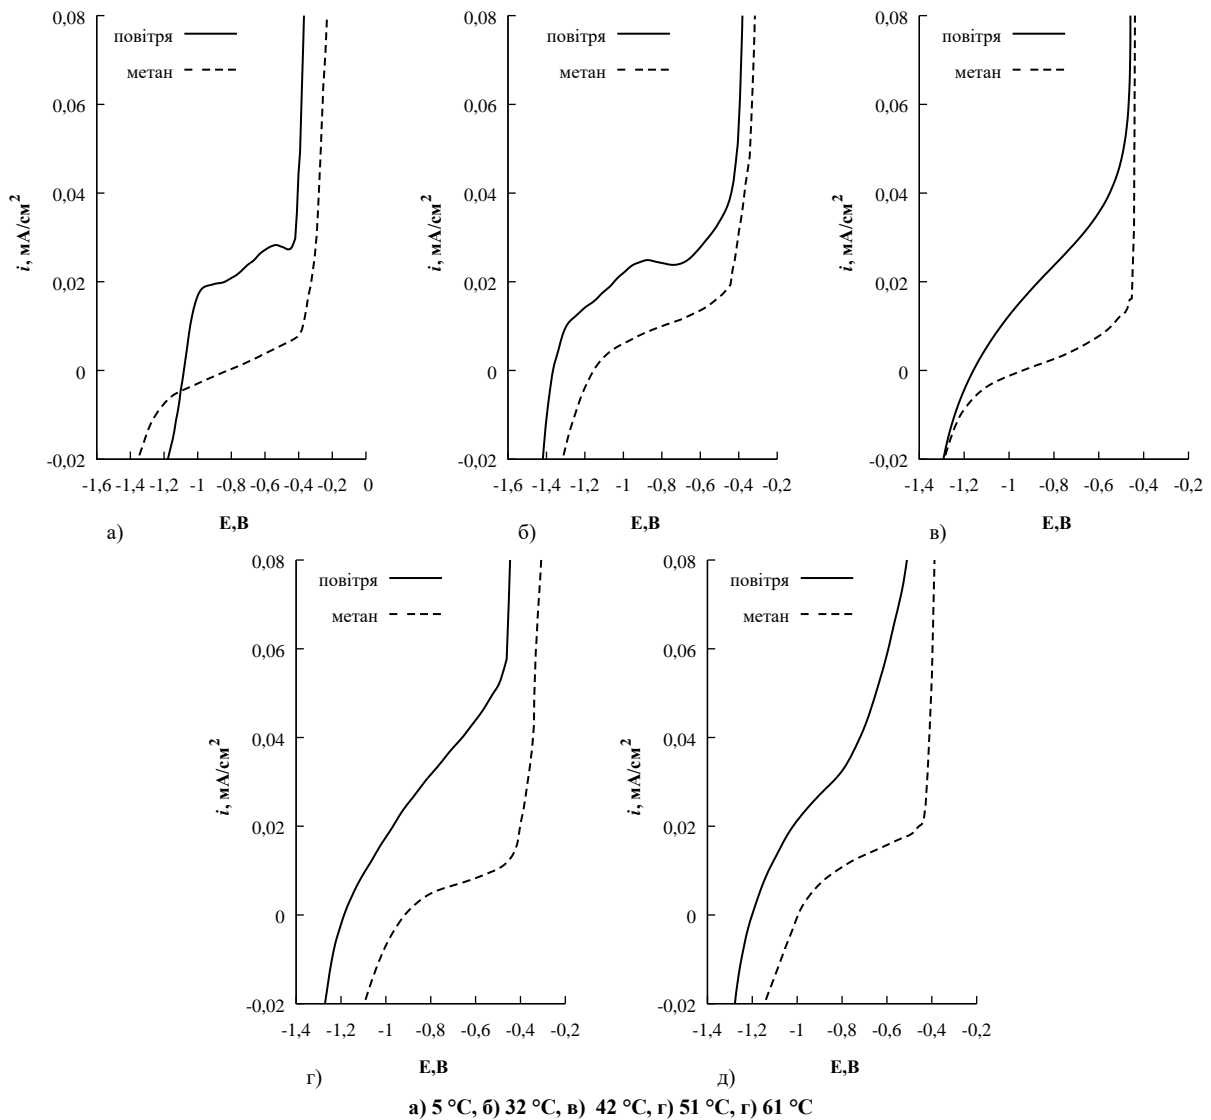 0,08
0,06
0,04
0,02
0
-0,02
-1,6 -1,4 -1,2 -1 -0,8 -0,6 -0,4 -0,2 0
i, мА/см2
E,В
повітря
метан
а)
0,08
0,06
0,04
0,02
0
-0,02
-1,6 -1,4 -1,2 -1 -0,8 -0,6 -0,4 -0,2
i, мА/см2
E,В
повітря
метан
б)
0,08
0,06
0,04
0,02
0
-0,02
-1,4 -1,2 -1 -0,8 -0,6 -0,4 -0,2
i, мА/см2
E,В
повітря
метан
в)
0,08
0,06
0,04
0,02
0
-0,02
-1,4 -1,2 -1 -0,8 -0,6 -0,4 -0,2
i, мА/см2
E,В
повітря
метан
г)
0,08
0,06
0,04
0,02
0
-0,02
-1,4 -1,2 -1 -0,8 -0,6 -0,4 -0,2
i, мА/см2
E,В
повітря
метан
д)
а) 5 °С, б) 32 °С, в) 42 °С, г) 51 °С, г) 61 °С